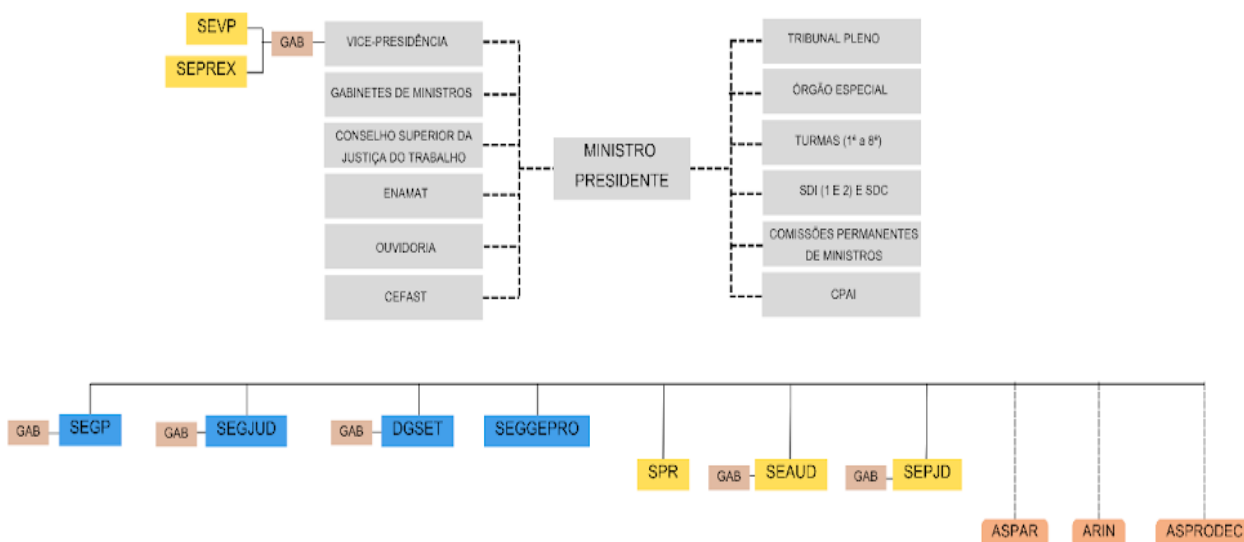 SEVP
SEPREX
GAB
VICE-PRESIDÊNCIA
GABINETES DE MINISTROS
CONSELHO SUPERIOR DA
JUSTIÇA DO TRABALHO
ENAMAT
OUVIDORIA
CEFAST
MINISTRO
PRESIDENTE
TRIBUNAL PLENO
ÓRGÃO ESPECIAL
TURMAS (1ª a 8ª)
SDI (1 E 2) E SDC
COMISSÕES PERMANENTES
DE MINISTROS
CPAI
GAB
SEGP
GAB
SEGJUD
GAB
DGSET
SEGGEPRO
SPR
GAB
SEAUD
GAB
SEPJD
ASPAR
ARIN
ASPRODEC